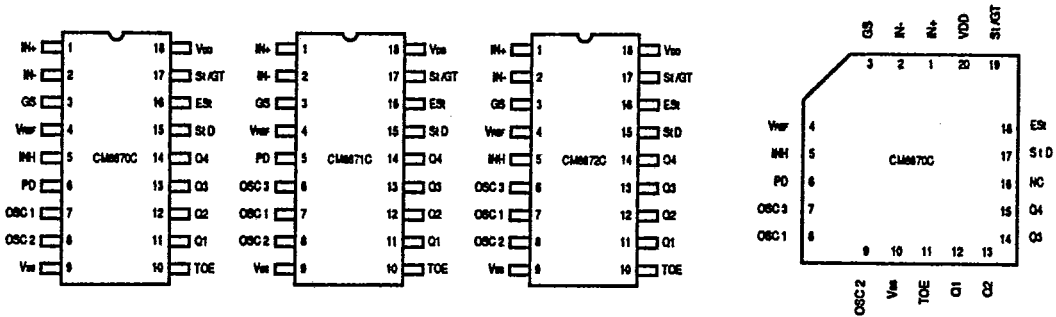 IN+ 1 18 VDD
IN- 2 17 St/GT
GS 3 16 ESt
VREF 4 15 StD
INH 5 CM8870C 14 Q4
PD 6 13 Q3
OSC 1 7 12 Q2
OSC 2 8 11 Q1
VSS 9 10 TOE
IN+ 1 18 VDD
IN- 2 17 St/GT
GS 3 16 ESt
VREF 4 15 StD
PD 5 CM8871C 14 Q4
OSC 3 6 13 Q3
OSC 1 7 12 Q2
OSC 2 8 11 Q1
VSS 9 10 TOE
IN+ 1 18 VDD
IN- 2 17 St/GT
GS 3 16 ESt
VREF 4 15 StD
INH 5 CM8872C 14 Q4
OSC 3 6 13 Q3
OSC 1 7 12 Q2
OSC 2 8 11 Q1
VSS 9 10 TOE
GS IN- IN+ VDD St/GT
3 2 1 20 19
VREF 4 18 ESt
INH 5 CM8870C 17 StD
PD 6 16 NC
OSC 3 7 15 Q4
OSC 1 8 14 Q3
9 10 11 12 13
OSC 2 VSS TOE Q1 Q2